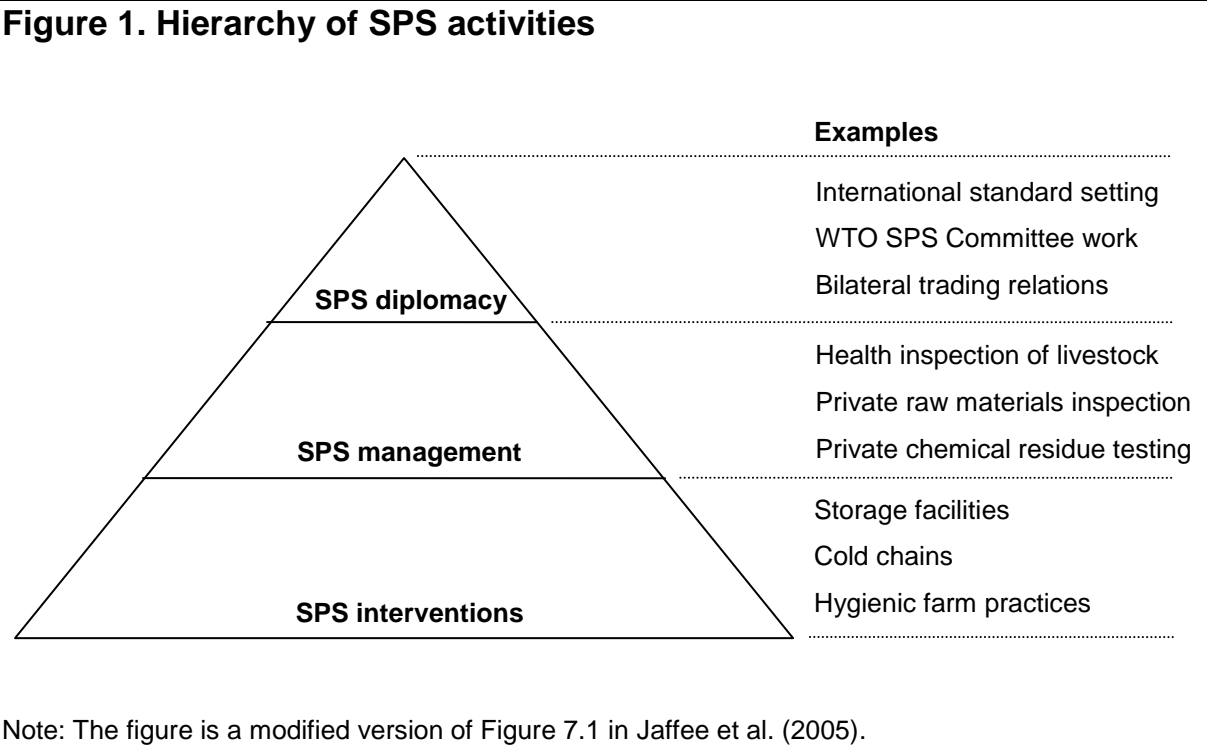 Figure 1. Hierarchy of SPS activities
Examples
International standard setting
WTO SPS Committee work
Bilateral trading relations
SPS diplomacy
Health inspection of livestock
Private raw materials inspection
Private chemical residue testing
SPS management
Storage facilities
Cold chains
Hygienic farm practices
SPS interventions
Note: The figure is a modified version of Figure 7.1 in Jaffee et al. (2005).